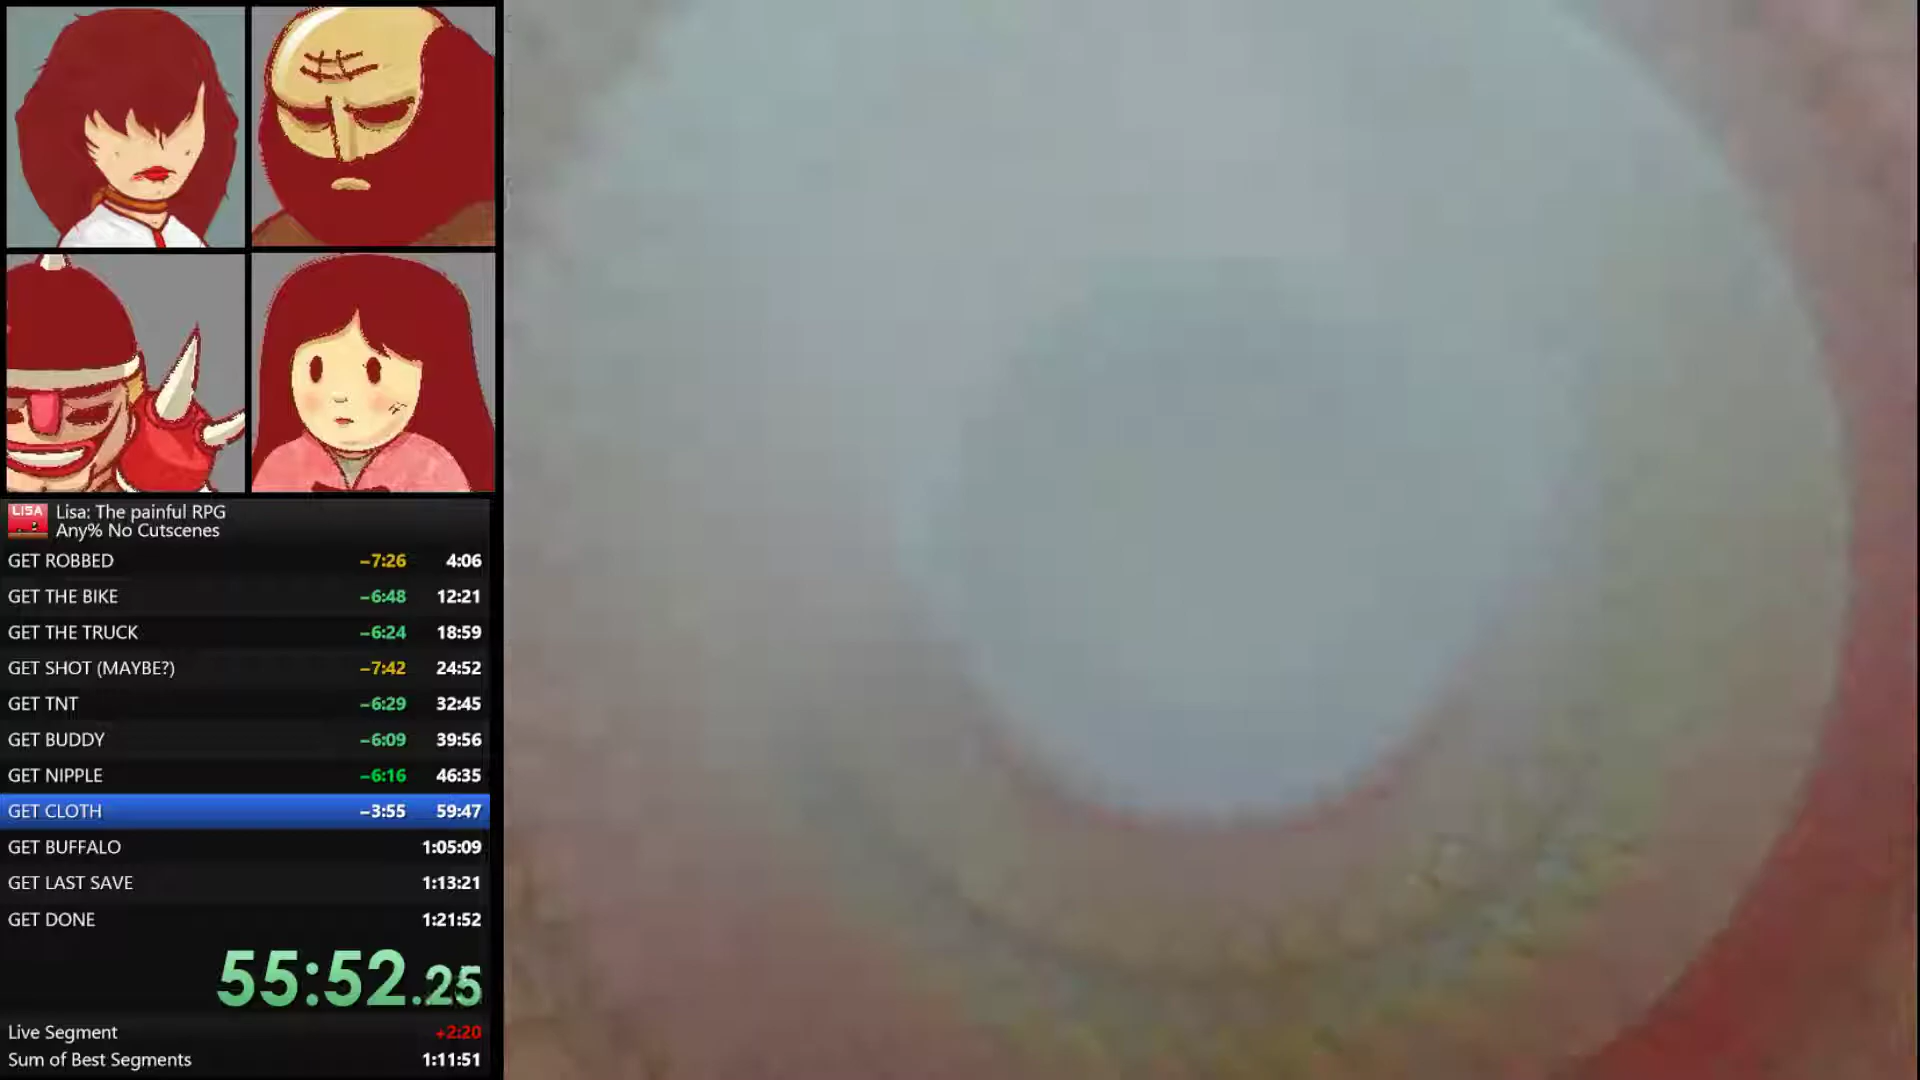 LISA
Lisa: The painful RPG
Any% No Cutscenes
GET ROBBED −7:26 4:06
GET THE BIKE −6:48 12:21
GET THE TRUCK −6:24 18:59
GET SHOT (MAYBE?) −7:42 24:52
GET TNT −6:29 32:45
GET BUDDY −6:09 39:56
GET NIPPLE −6:16 46:35
GET CLOTH −3:55 59:47
GET BUFFALO 1:05:09
GET LAST SAVE 1:13:21
GET DONE 1:21:52
55:52.25
Live Segment +2:20
Sum of Best Segments 1:11:51